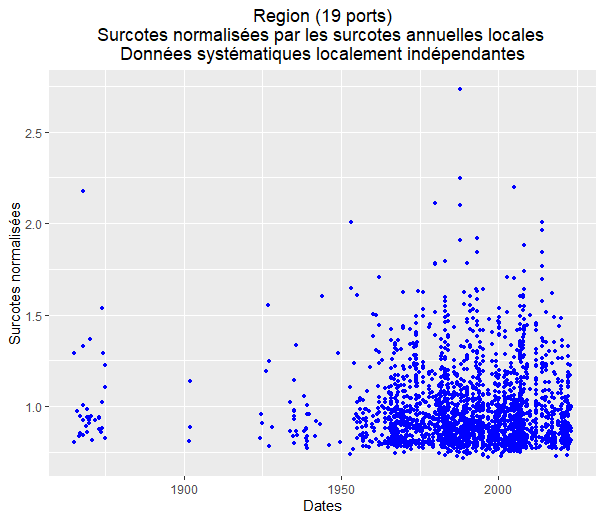 Region (19 ports)
Surcotes normalisées par les surcotes annuelles locales
Données systématiques localement indépendantes
Surcotes normalisées
2.5
2.0
1.5
1.0
1900
1950
2000
Dates